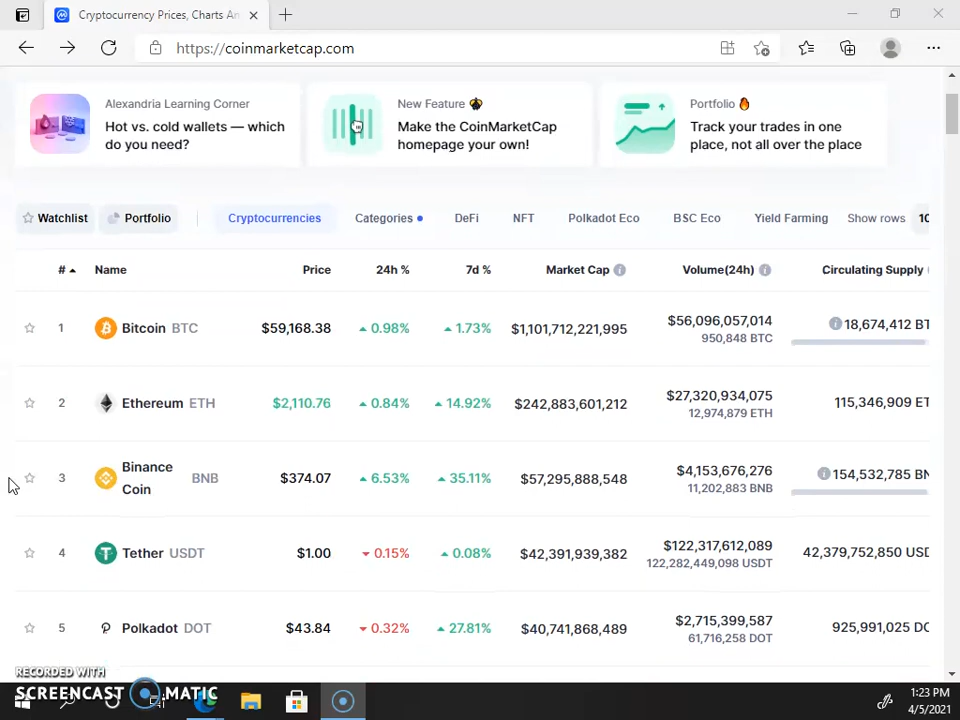 Cryptocurrency Prices, Charts An
https://coinmarketcap.com
Alexandria Learning Corner
Hot vs. cold wallets — which
do you need?
New Feature
Make the CoinMarketCap
homepage your own!
Portfolio 🔥
Track your trades in one
place, not all over the place
Watchlist Portfolio Cryptocurrencies Categories DeFi NFT Polkadot Eco BSC Eco Yield Farming Show rows 10
# Name Price 24h % 7d % Market Cap Volume(24h) Circulating Supply
1 Bitcoin BTC $59,168.38 0.98% 1.73% $1,101,712,221,995 $56,096,057,014 18,674,412 BT
950,848 BTC
2 Ethereum ETH $2,110.76 0.84% 14.92% $242,883,601,212 $27,320,934,075 115,346,909 ET
12,974,879 ETH
3 Binance Coin BNB $374.07 6.53% 35.11% $57,295,888,548 $4,153,676,276 154,532,785 BN
11,202,883 BNB
4 Tether USDT $1.00 0.15% 0.08% $42,391,939,382 $122,317,612,089 42,379,752,850 USD
122,282,449,098 USDT
5 Polkadot DOT $43.84 0.32% 27.81% $40,741,868,489 $2,715,399,587 925,991,025 DO
61,716,258 DOT
RECORDED WITH
SCREENCAST MATIC
1:23 PM
4/5/2021